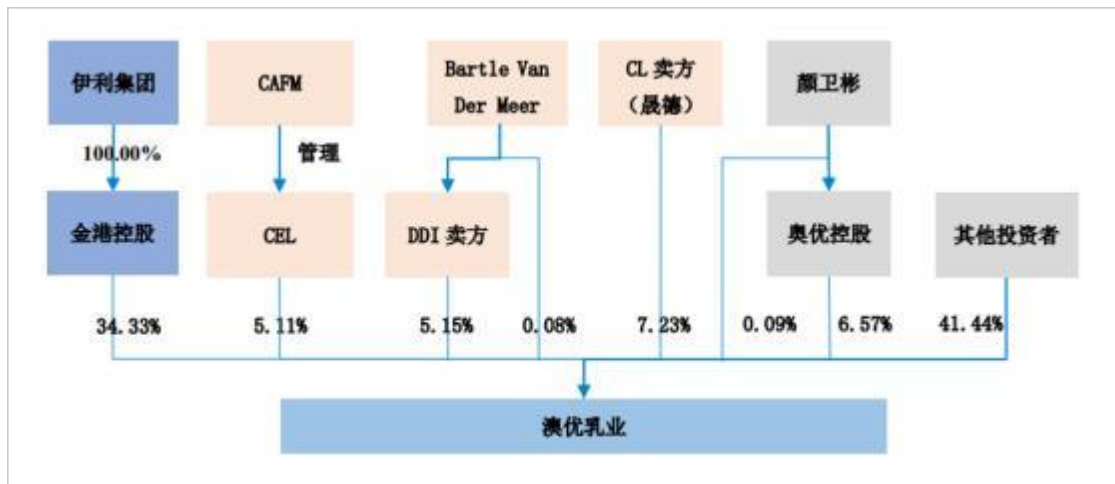 伊利集团
CAFM
Bartle Van
Der Meer
CL 卖方
（晟德）
颜卫彬
100.00%
管理
金港控股
CEL
DDI 卖方
奥优控股
其他投资者
34.33%
5.11%
5.15%
0.08%
7.23%
0.09%
6.57%
41.44%
澳优乳业